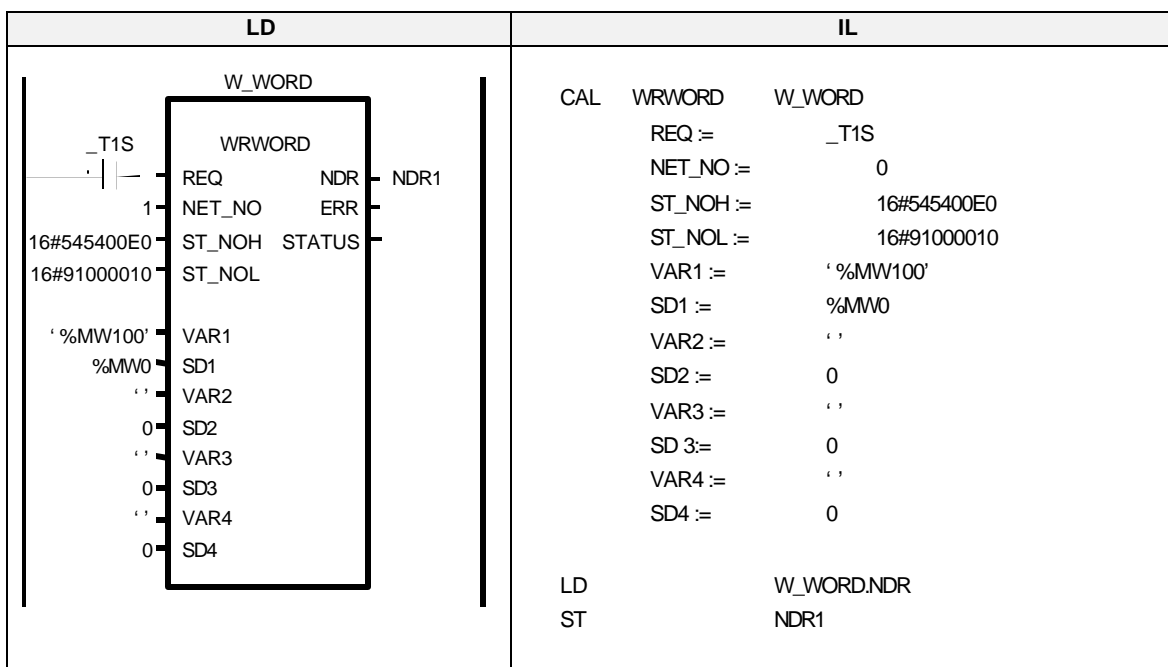 LD
IL
W_WORD
_T1S
WRWORD
REQ NDR NDR1
1 NET_NO ERR
16#545400E0 ST_NOH STATUS
16#91000010 ST_NOL
‘ %MW100’ VAR1
%MW0 SD1
‘ ’ VAR2
0 SD2
‘ ’ VAR3
0 SD3
‘ ’ VAR4
0 SD4
CAL WRWORD W_WORD
REQ := _T1S
NET_NO := 0
ST_NOH := 16#545400E0
ST_NOL := 16#91000010
VAR1 := ‘ %MW100’
SD1 := %MW0
VAR2 := ‘ ’
SD2 := 0
VAR3 := ‘ ’
SD 3:= 0
VAR4 := ‘ ’
SD4 := 0
LD W_WORD.NDR
ST NDR1